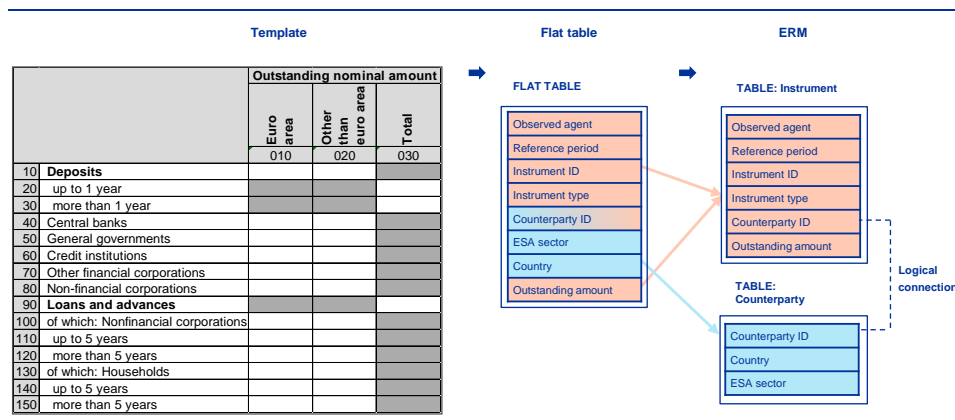 Template
Flat table
ERM
Outstanding nominal amount
Euro area
Other than euro area
Total
010 020 030
10 Deposits
20 up to 1 year
30 more than 1 year
40 Central banks
50 General governments
60 Credit institutions
70 Other financial corporations
80 Non-financial corporations
90 Loans and advances
100 of which: Nonfinancial corporations
110 up to 5 years
120 more than 5 years
130 of which: Households
140 up to 5 years
150 more than 5 years
FLAT TABLE
Observed agent
Reference period
Instrument ID
Instrument type
Counterparty ID
ESA sector
Country
Outstanding amount
TABLE: Instrument
Observed agent
Reference period
Instrument ID
Instrument type
Counterparty ID
Outstanding amount
Logical
connection
TABLE:
Counterparty
Counterparty ID
Country
ESA sector